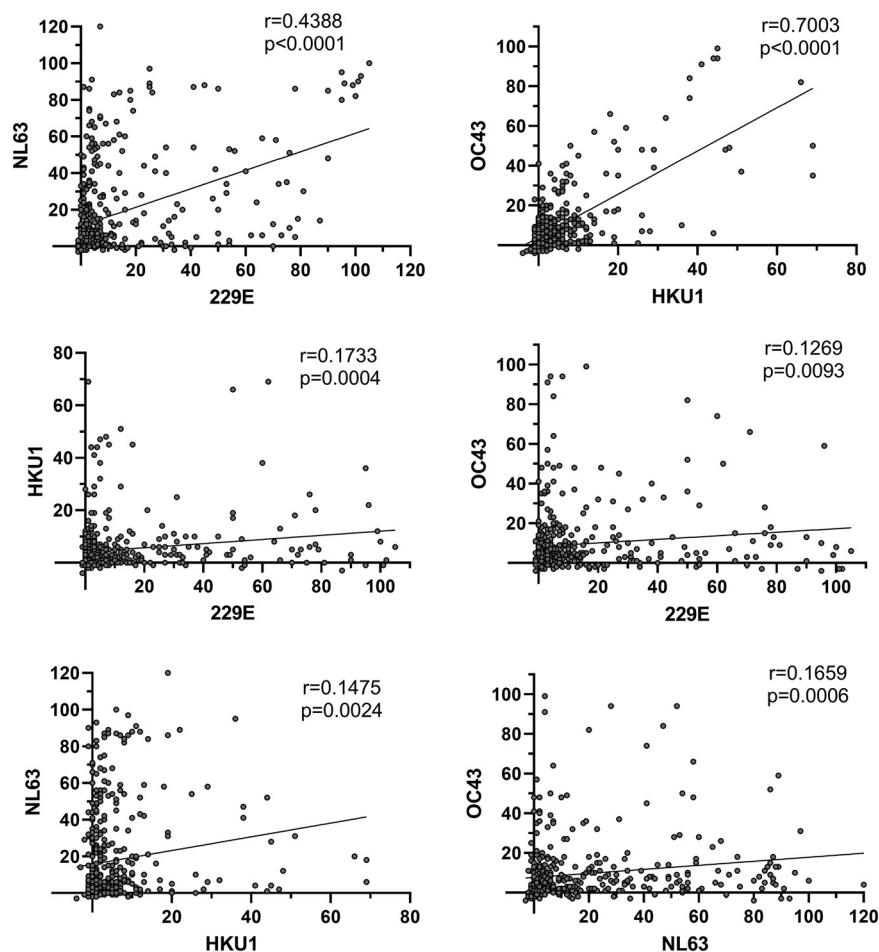 r=0.4388
p<0.0001
120
100
80
60
40
20
NL63
20
40
60
80
100
120
229E
r=0.7003
p<0.0001
100
80
60
40
20
OC43
20
40
60
80
HKU1
r=0.1733
p=0.0004
80
60
40
20
HKU1
20
40
60
80
100
229E
r=0.1269
p=0.0093
100
80
60
40
20
OC43
20
40
60
80
100
229E
r=0.1475
p=0.0024
120
100
80
60
40
20
NL63
20
40
60
80
HKU1
r=0.1659
p=0.0006
100
80
60
40
20
OC43
20
40
60
80
100
120
NL63